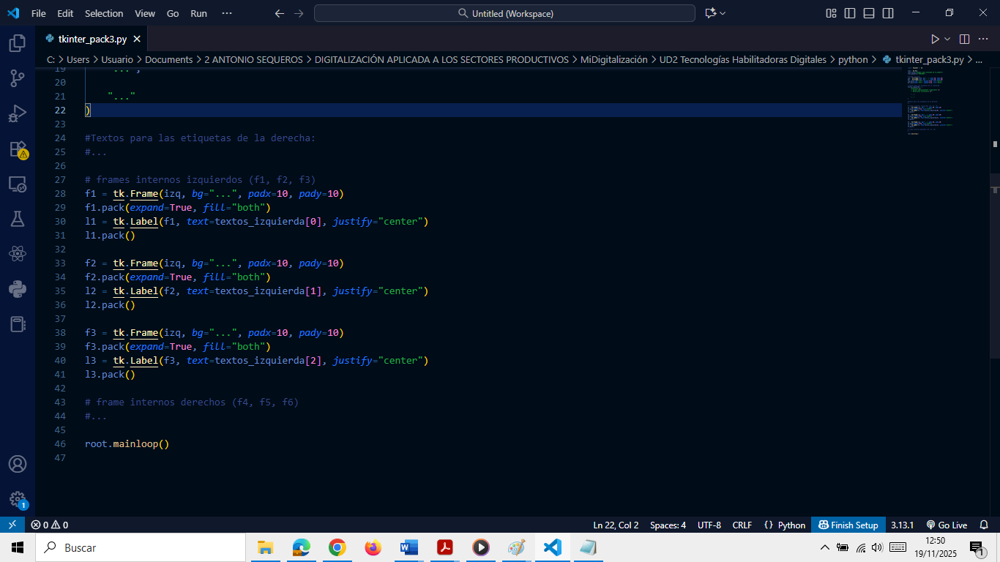 File Edit Selection View Go Run ··· Untitled (Workspace)
tkinter_pack3.py
C: > Users > Usuario > Documents > 2 ANTONIO SEQUEROS > DIGITALIZACIÓN APLICADA A LOS SECTORES PRODUCTIVOS > MiDigitalización > UD2 Tecnologías Habilitadoras Digitales > python > tkinter_pack3.py > ...
19 "...",
20
21 "..."
22 )
23
24 #Textos para las etiquetas de la derecha:
25 #...
26
27 # frames internos izquierdos (f1, f2, f3)
28 f1 = tk.Frame(izq, bg="...", padx=10, pady=10)
29 f1.pack(expand=True, fill="both")
30 l1 = tk.Label(f1, text=textos_izquierda[0], justify="center")
31 l1.pack()
32
33 f2 = tk.Frame(izq, bg="...", padx=10, pady=10)
34 f2.pack(expand=True, fill="both")
35 l2 = tk.Label(f2, text=textos_izquierda[1], justify="center")
36 l2.pack()
37
38 f3 = tk.Frame(izq, bg="...", padx=10, pady=10)
39 f3.pack(expand=True, fill="both")
40 l3 = tk.Label(f3, text=textos_izquierda[2], justify="center")
41 l3.pack()
42
43 # frame internos derechos (f4, f5, f6)
44 #...
45
46 root.mainloop()
47
1
0 0 Ln 22, Col 2 Spaces: 4 UTF-8 CRLF {} Python Finish Setup 3.13.1 Go Live
Buscar
12:50
19/11/2025
1